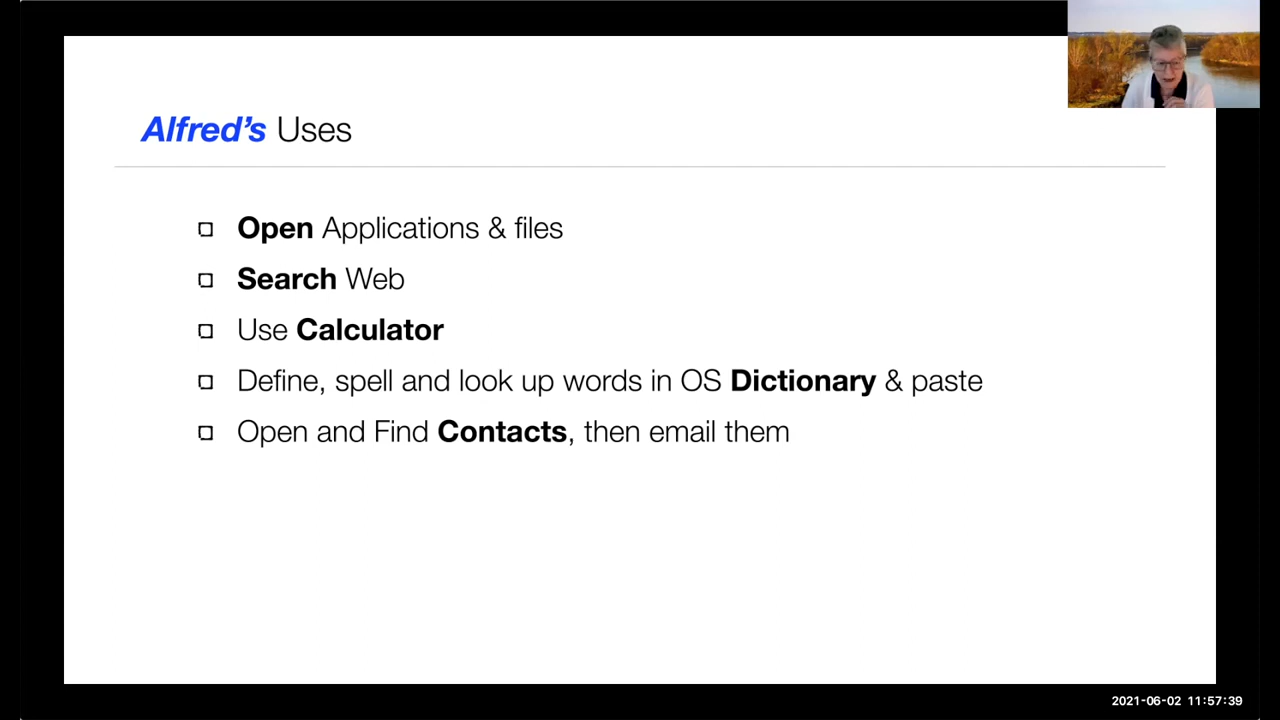 Alfred's Uses
Open Applications & files
Search Web
Use Calculator
Define, spell and look up words in OS Dictionary & paste
Open and Find Contacts, then email them
2021-06-02 11:57:39